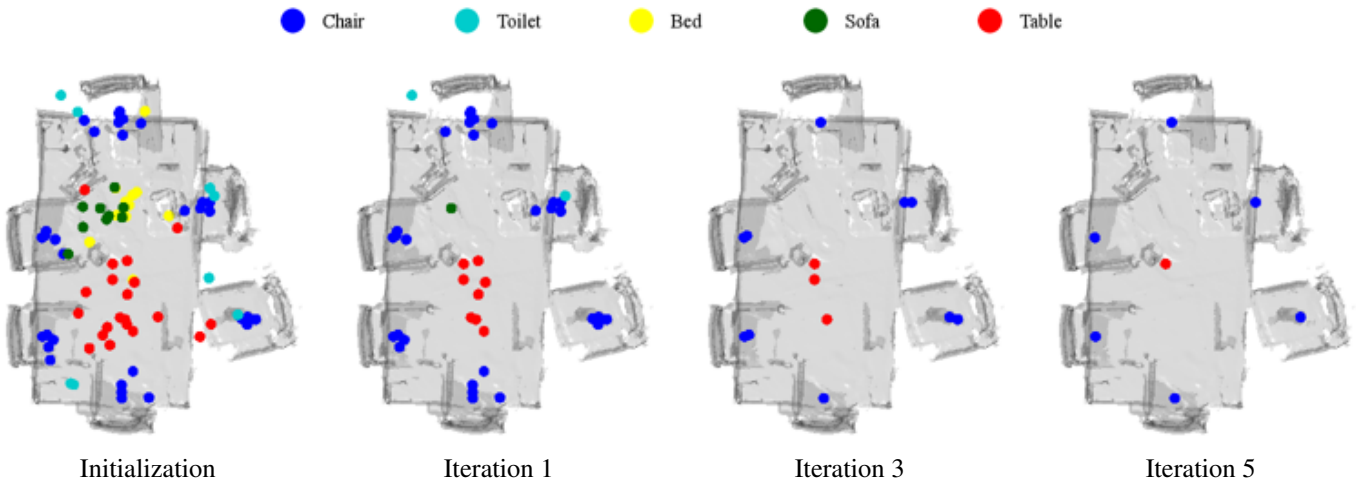 Chair Toilet Bed Sofa Table
Initialization Iteration 1 Iteration 3 Iteration 5